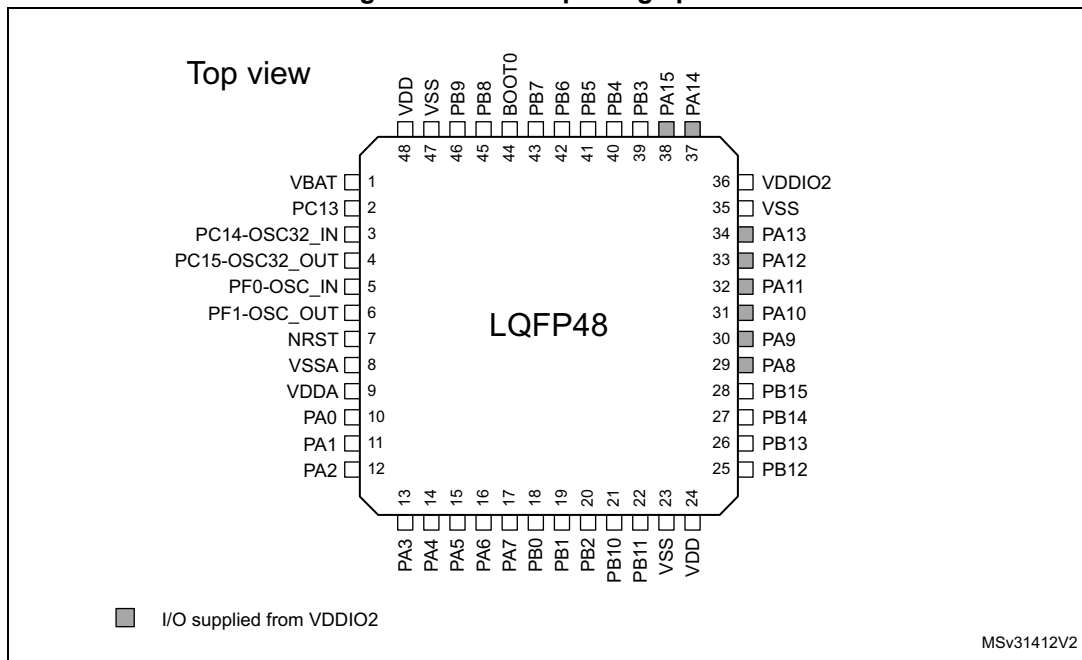 Top view
48 VDD
47 VSS
46 PB9
45 PB8
44 BOOT0
43 PB7
42 PB6
41 PB5
40 PB4
39 PB3
38 PA15
37 PA14
VBAT 1
PC13 2
PC14-OSC32_IN 3
PC15-OSC32_OUT 4
PF0-OSC_IN 5
PF1-OSC_OUT 6
NRST 7
VSSA 8
VDDA 9
PA0 10
PA1 11
PA2 12
LQFP48
36 VDDIO2
35 VSS
34 PA13
33 PA12
32 PA11
31 PA10
30 PA9
29 PA8
28 PB15
27 PB14
26 PB13
25 PB12
13 PA3
14 PA4
15 PA5
16 PA6
17 PA7
18 PB0
19 PB1
20 PB2
21 PB10
22 PB11
23 VSS
24 VDD
I/O supplied from VDDIO2
MSv31412V2